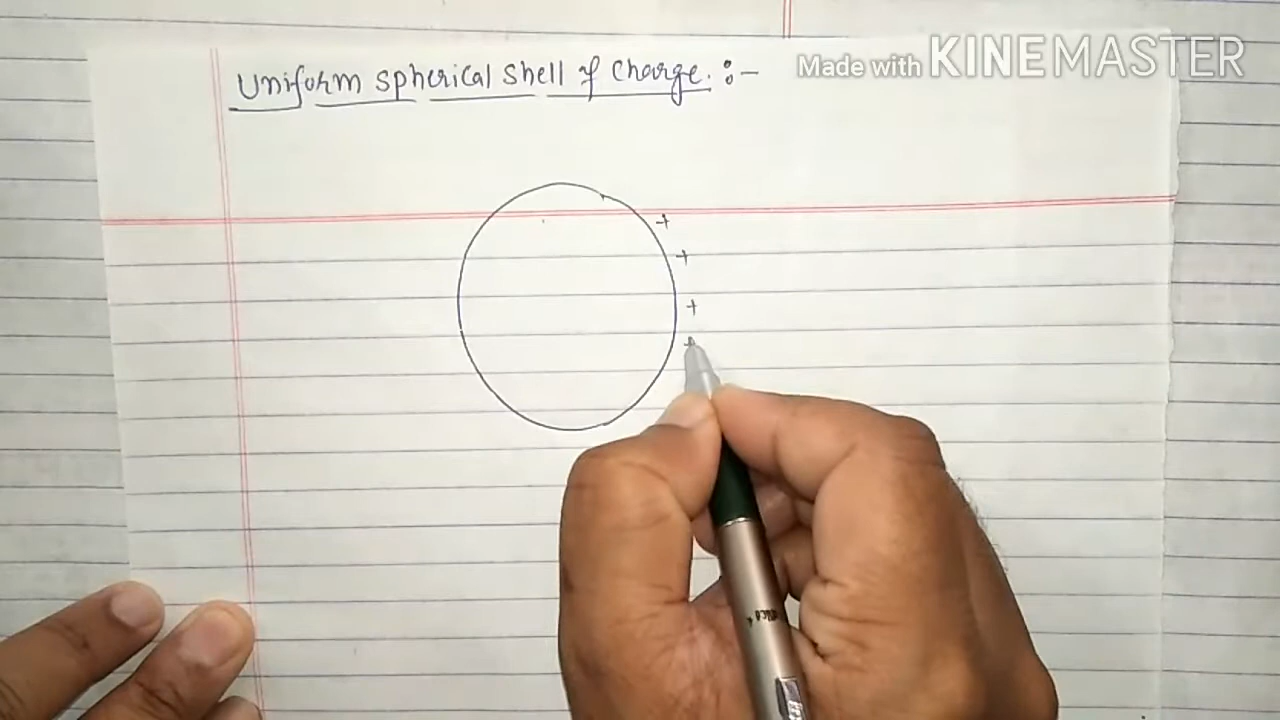 Uniform spherical shell of charge. :-
Made with KINEMASTER
+
+
+
+